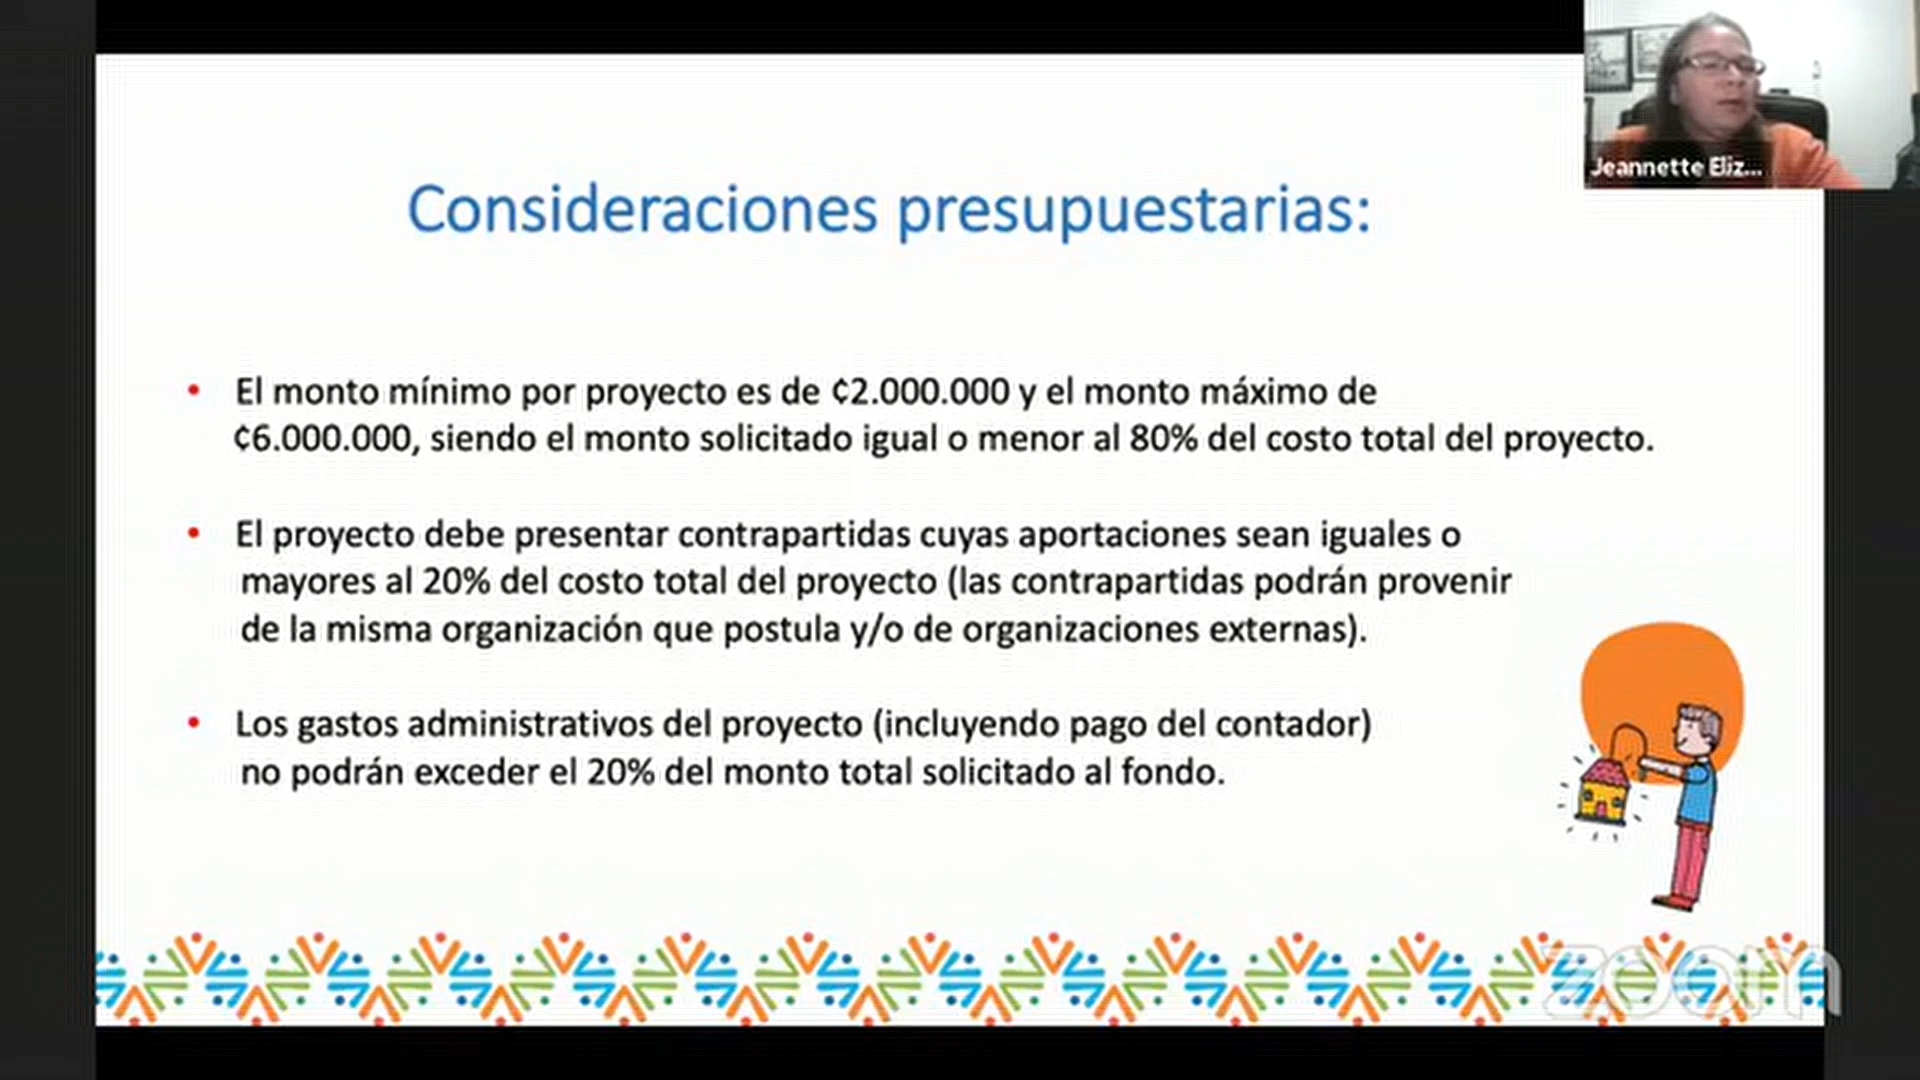 Jeannette Eliz...
Consideraciones presupuestarias:
• El monto mínimo por proyecto es de ¢2.000.000 y el monto máximo de
¢6.000.000, siendo el monto solicitado igual o menor al 80% del costo total del proyecto.
• El proyecto debe presentar contrapartidas cuyas aportaciones sean iguales o
mayores al 20% del costo total del proyecto (las contrapartidas podrán provenir
de la misma organización que postula y/o de organizaciones externas).
• Los gastos administrativos del proyecto (incluyendo pago del contador)
no podrán exceder el 20% del monto total solicitado al fondo.
zoom